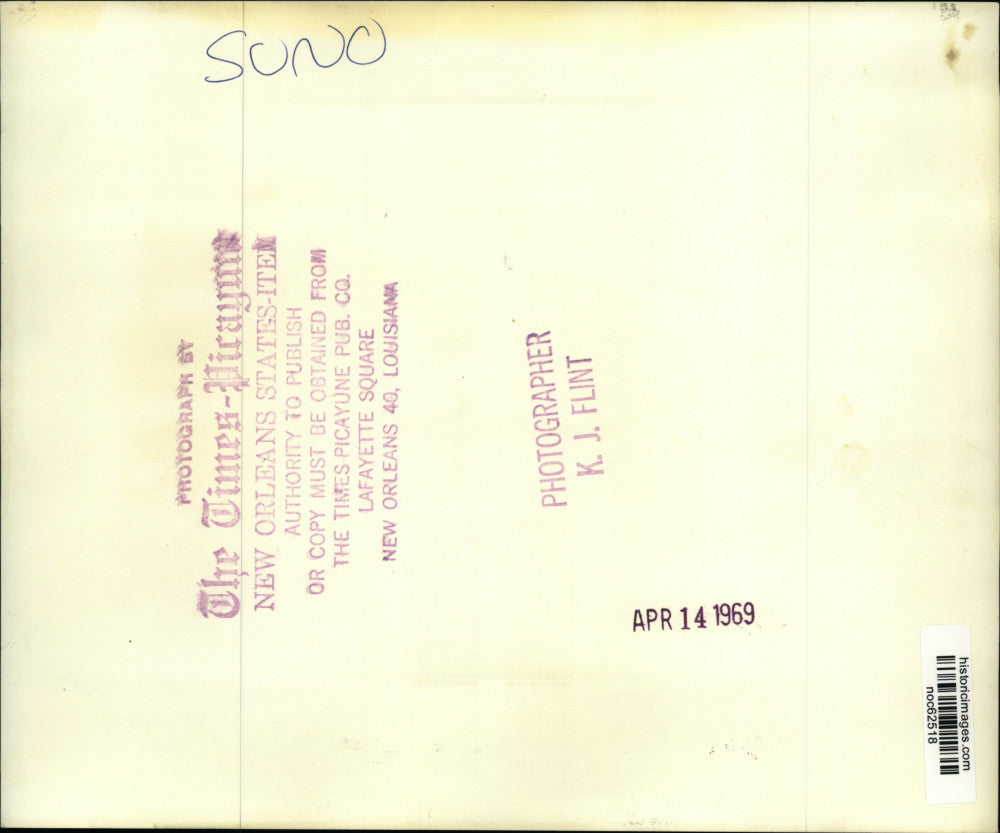 SUNO
PHOTOGRAPH BY
The Times-Picayune
NEW ORLEANS STATES-ITEM
AUTHORITY TO PUBLISH
OR COPY MUST BE OBTAINED FROM
THE TIMES-PICAYUNE PUB. CO.
LAFAYETTE SQUARE
NEW ORLEANS 40, LOUISIANA
PHOTOGRAPHER
K. J. FLINT
APR 14 1969
historicimages.com
noc62518